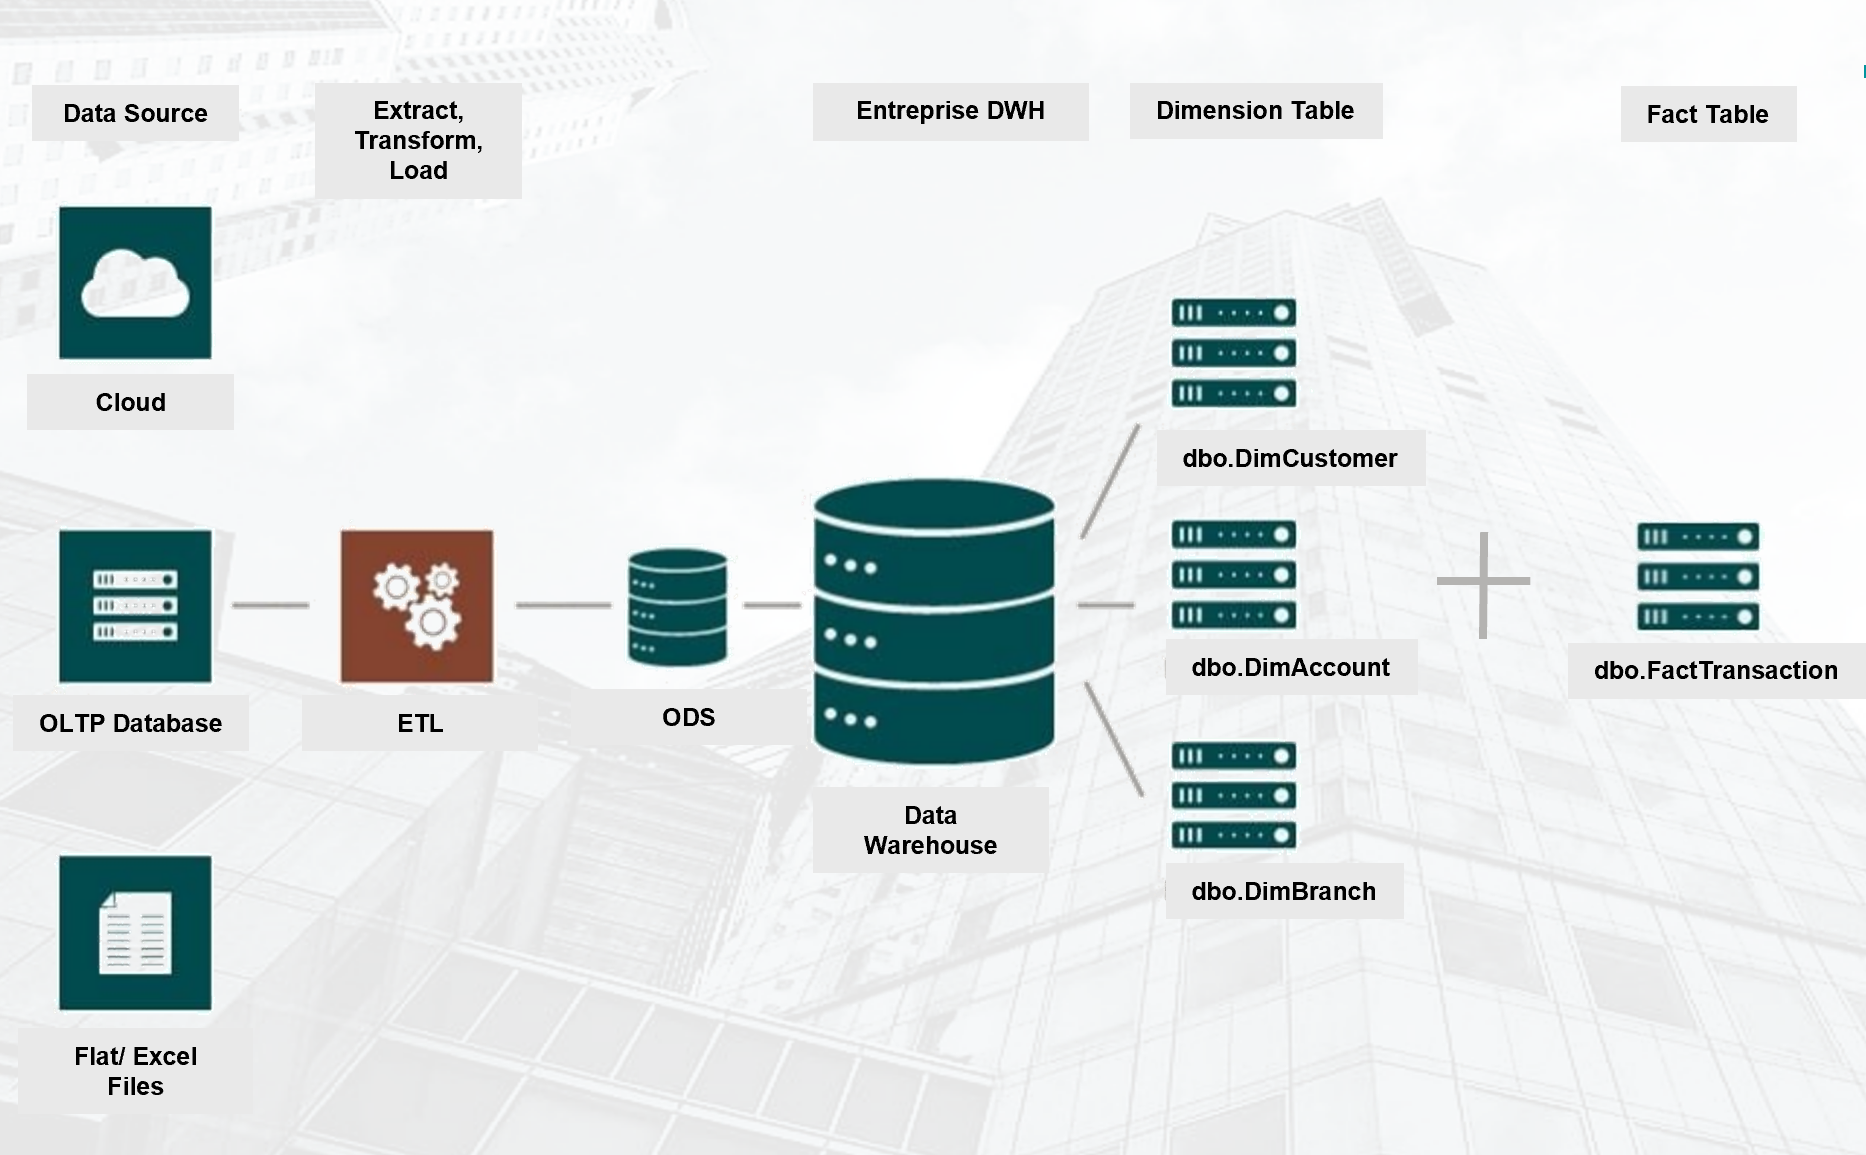 Data Source
Extract,
Transform,
Load
Entreprise DWH
Dimension Table
Fact Table
Cloud
dbo.DimCustomer
OLTP Database
ETL
ODS
dbo.DimAccount
dbo.FactTransaction
Data
Warehouse
dbo.DimBranch
Flat/ Excel
Files